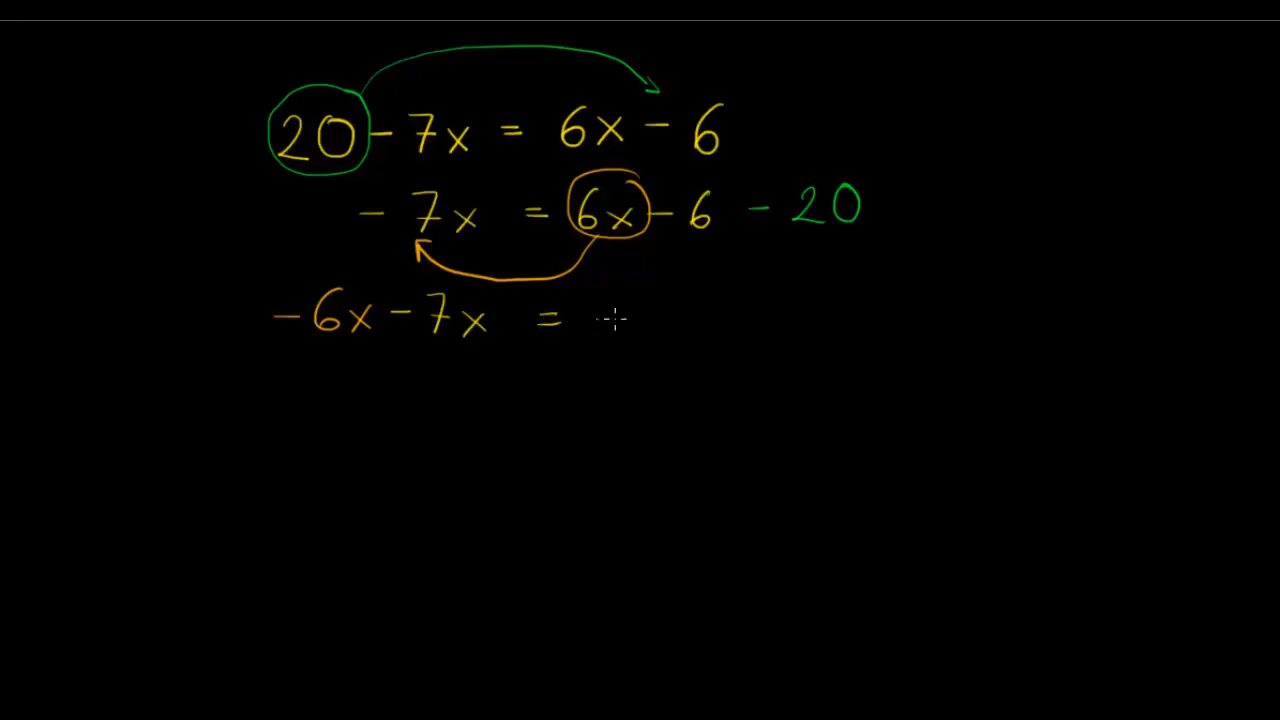 20 - 7x = 6x - 6
- 7x = 6x - 6 - 20
- 6x - 7x =